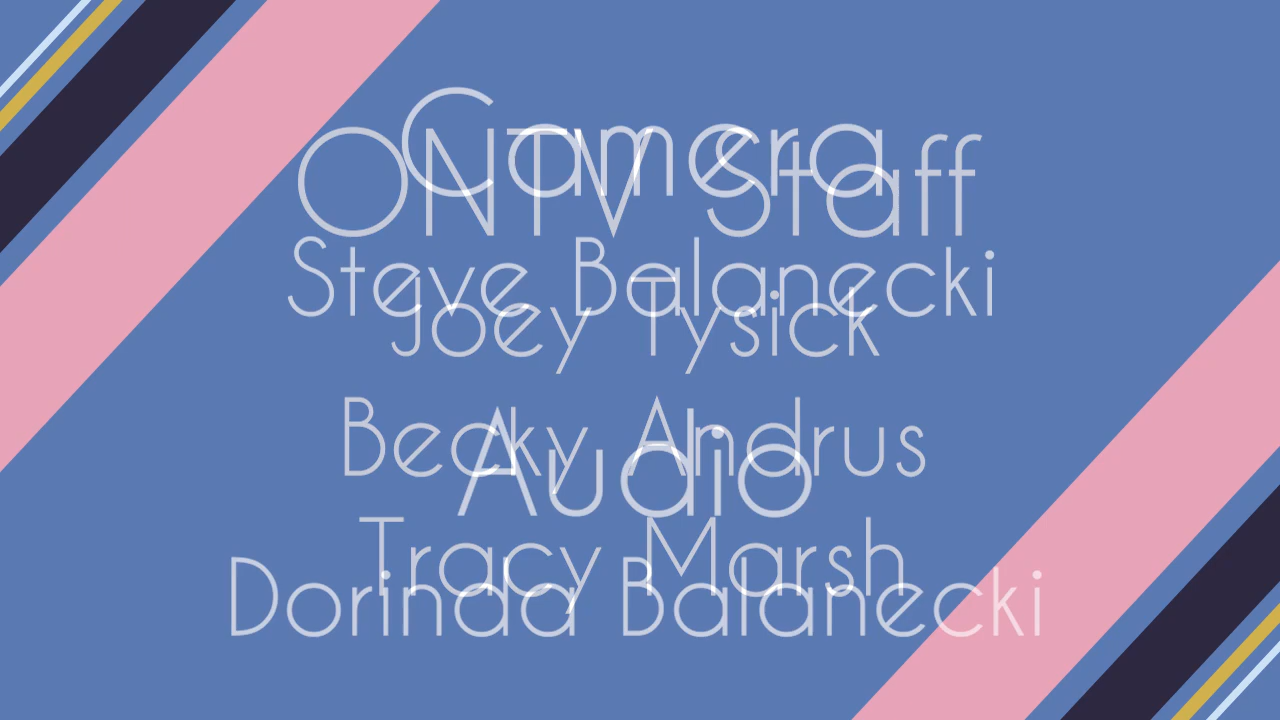 Camera
ONTV Staff
Steve Balanecki
Joey Tysick
Becky Andrus
Audio
Tracy Marsh
Dorinda Balanecki